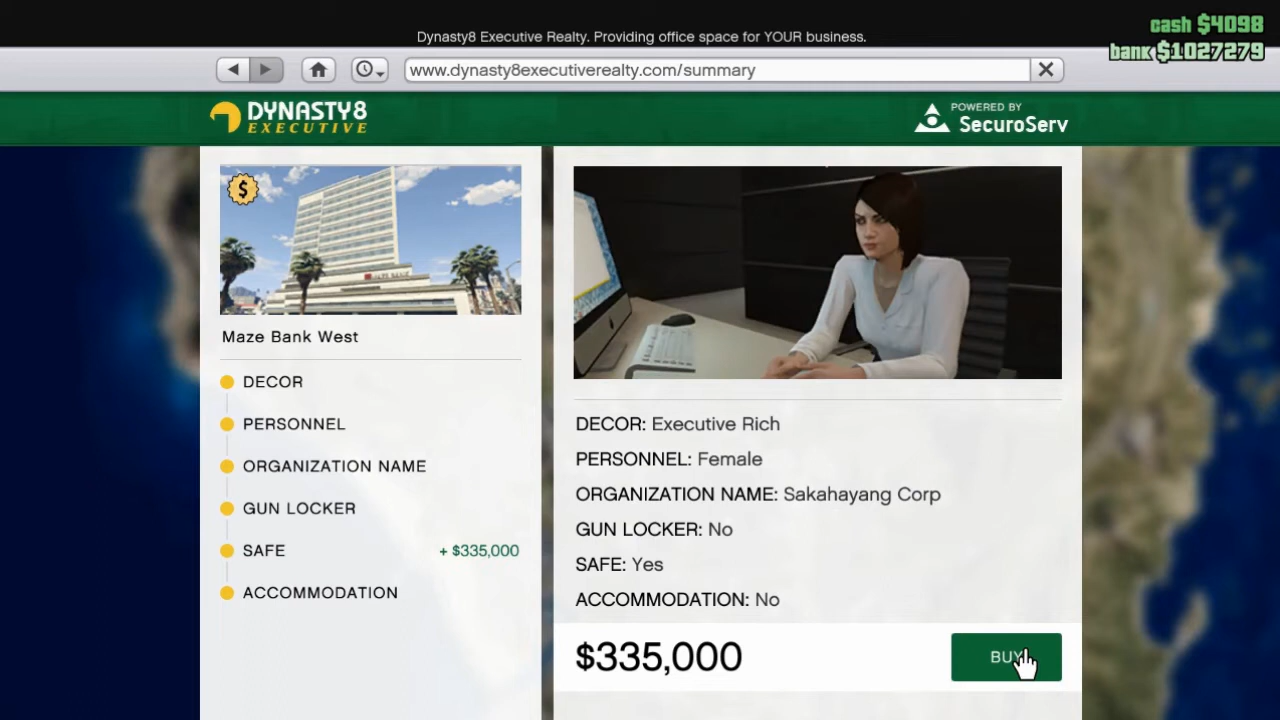 cash $4098
bank $1027279
Dynasty8 Executive Realty. Providing office space for YOUR business.
www.dynasty8executiverealty.com/summary
DYNASTY8
EXECUTIVE
POWERED BY
SecuroServ
$
MAZE BANK
Maze Bank West
DECOR
PERSONNEL
ORGANIZATION NAME
GUN LOCKER
SAFE + $335,000
ACCOMMODATION
DECOR: Executive Rich
PERSONNEL: Female
ORGANIZATION NAME: Sakahayang Corp
GUN LOCKER: No
SAFE: Yes
ACCOMMODATION: No
$335,000
BUY